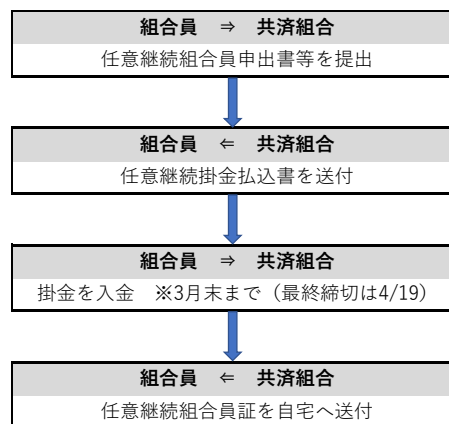 組合員 ⇒ 共済組合
任意継続組合員申出書等を提出
組合員 ⇐ 共済組合
任意継続掛金払込書を送付
組合員 ⇒ 共済組合
掛金を入金 ※3月末まで（最終締切は4/19）
組合員 ⇐ 共済組合
任意継続組合員証を自宅へ送付